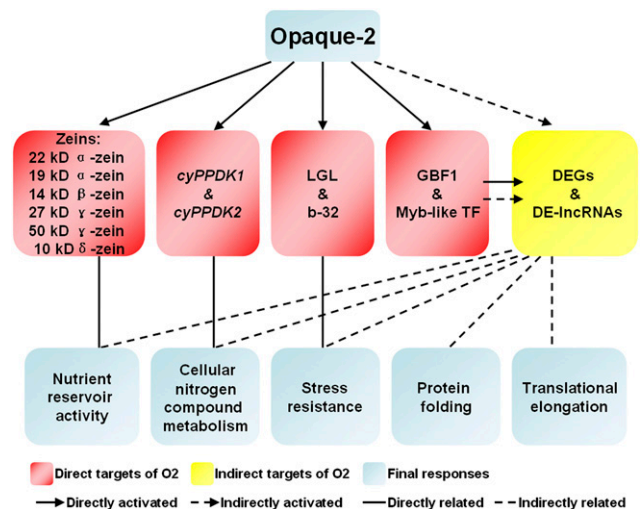 Opaque-2
Zeins:
22 kD α -zein
19 kD α -zein
14 kD β -zein
27 kD ɣ -zein
50 kD ɣ -zein
10 kD δ -zein
cyPPDK1
&
cyPPDK2
LGL
&
b-32
GBF1
&
Myb-like TF
DEGs
&
DE-lncRNAs
Nutrient
reservoir
activity
Cellular
nitrogen
compound
metabolism
Stress
resistance
Protein
folding
Translational
elongation
Direct targets of O2
Indirect targets of O2
Final responses
Directly activated
Indirectly activated
Directly related
Indirectly related